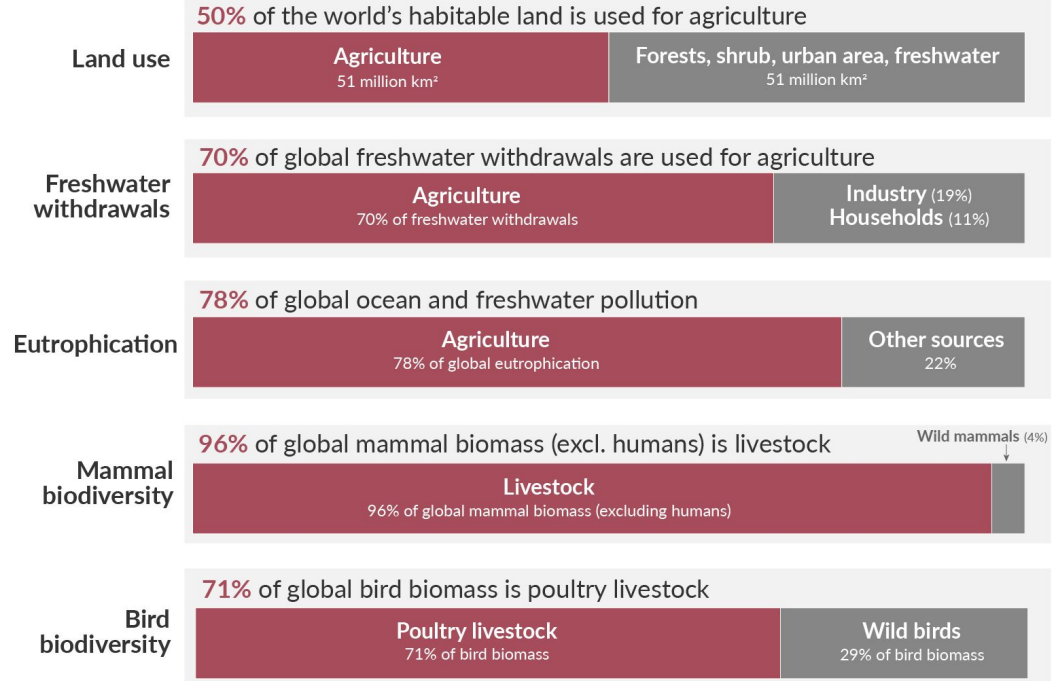 50% of the world's habitable land is used for agriculture
Land use
Agriculture
51 million km²
Forests, shrub, urban area, freshwater
51 million km²
70% of global freshwater withdrawals are used for agriculture
Freshwater
withdrawals
Agriculture
70% of freshwater withdrawals
Industry (19%)
Households (11%)
78% of global ocean and freshwater pollution
Eutrophication
Agriculture
78% of global eutrophication
Other sources
22%
96% of global mammal biomass (excl. humans) is livestock
Wild mammals (4%)
Mammal
biodiversity
Livestock
96% of global mammal biomass (excluding humans)
71% of global bird biomass is poultry livestock
Bird
biodiversity
Poultry livestock
71% of bird biomass
Wild birds
29% of bird biomass